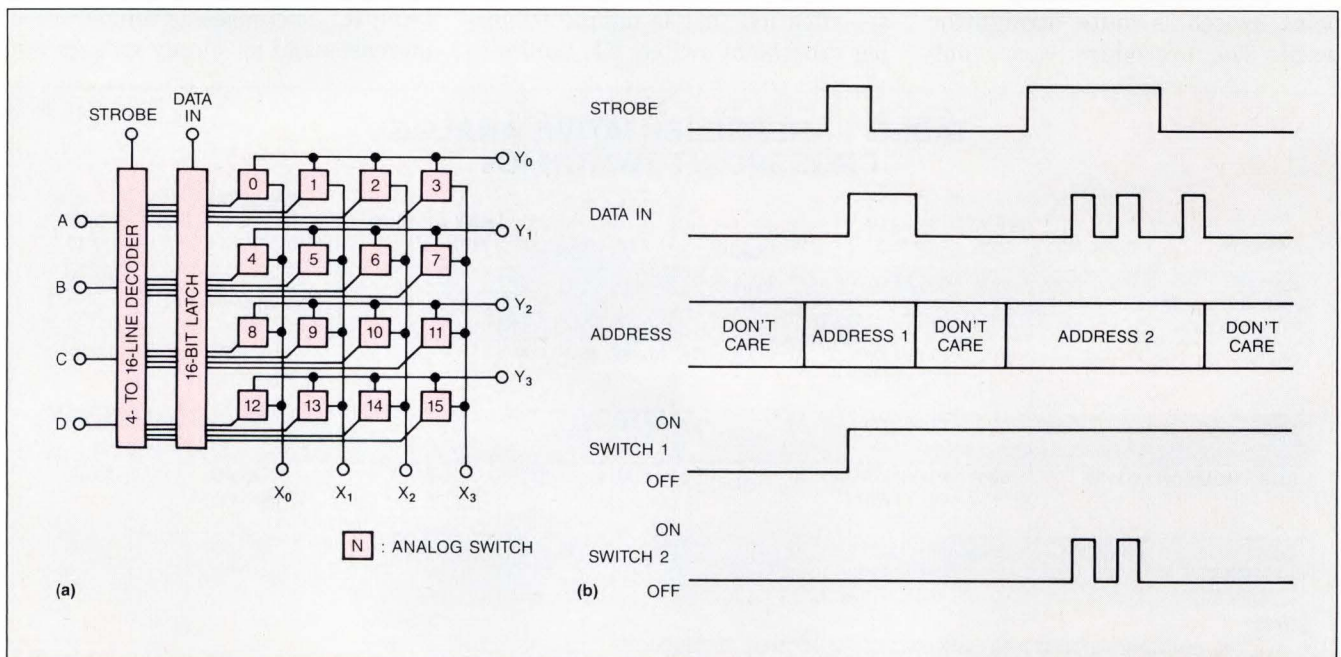 STROBE
DATA
IN
A
B
C
D
4- TO 16-LINE DECODER
16-BIT LATCH
0 1 2 3
4 5 6 7
8 9 10 11
12 13 14 15
Y0
Y1
Y2
Y3
X0 X1 X2 X3
N : ANALOG SWITCH
(a)
STROBE
DATA IN
ADDRESS
DON'T
CARE
ADDRESS 1
DON'T
CARE
ADDRESS 2
DON'T
CARE
ON
SWITCH 1
OFF
ON
SWITCH 2
OFF
(b)